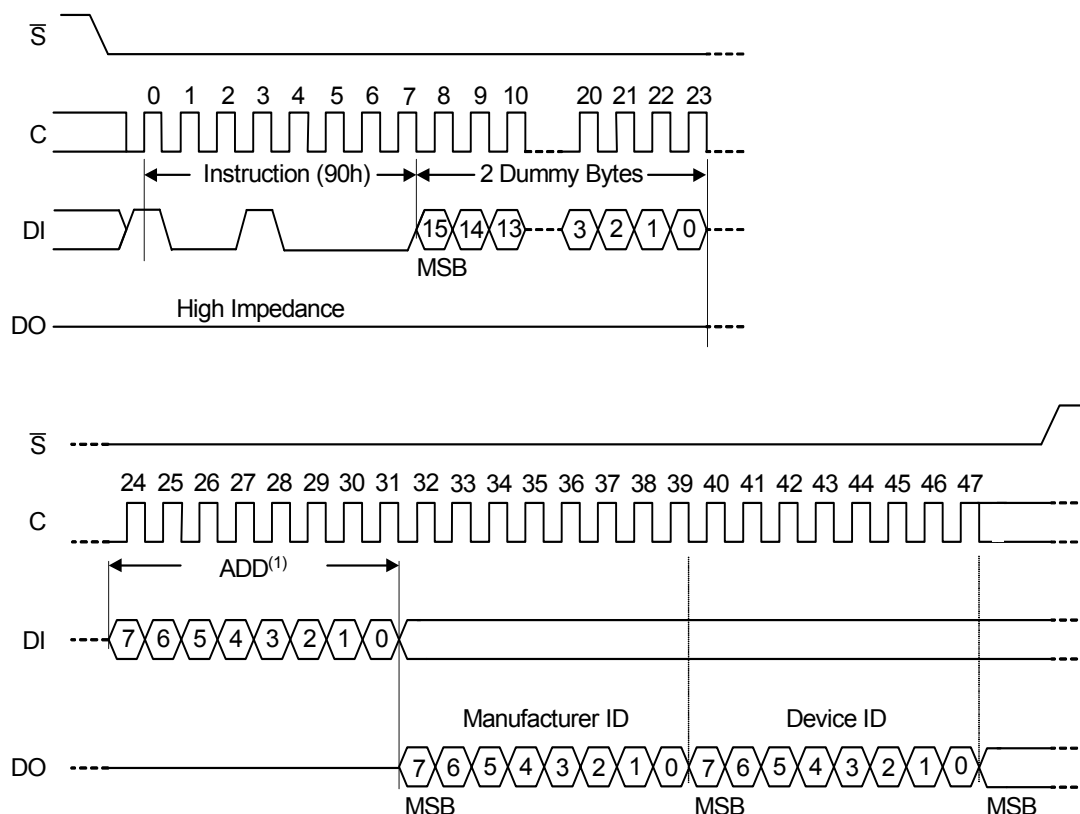 S
0 1 2 3 4 5 6 7 8 9 10 20 21 22 23
C
Instruction (90h) 2 Dummy Bytes
DI 15 14 13 3 2 1 0
MSB
High Impedance
DO
S
24 25 26 27 28 29 30 31 32 33 34 35 36 37 38 39 40 41 42 43 44 45 46 47
C
ADD(1)
DI 7 6 5 4 3 2 1 0
Manufacturer ID Device ID
DO 7 6 5 4 3 2 1 0 7 6 5 4 3 2 1 0
MSB MSB MSB